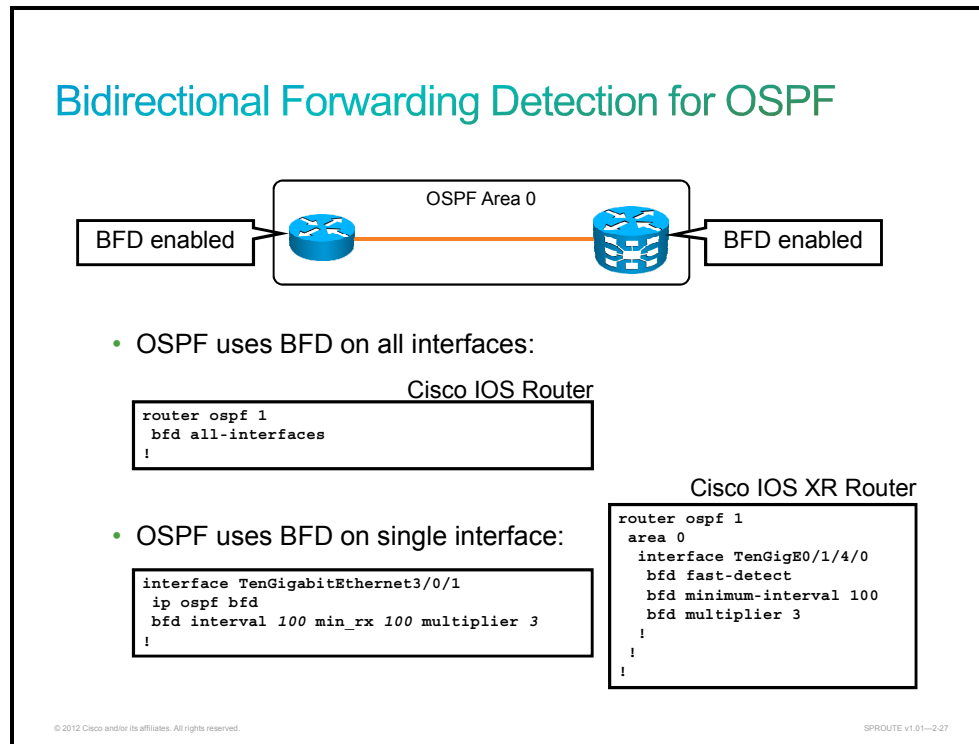 Bidirectional Forwarding Detection for OSPF
OSPF Area 0
BFD enabled
BFD enabled
• OSPF uses BFD on all interfaces:
Cisco IOS Router
router ospf 1
bfd all-interfaces
!
• OSPF uses BFD on single interface:
interface TenGigabitEthernet3/0/1
ip ospf bfd
bfd interval 100 min_rx 100 multiplier 3
!
Cisco IOS XR Router
router ospf 1
area 0
interface TenGigE0/1/4/0
bfd fast-detect
bfd minimum-interval 100
bfd multiplier 3
!
!
!
© 2012 Cisco and/or its affiliates. All rights reserved.
SPROUTE v1.01—2-27